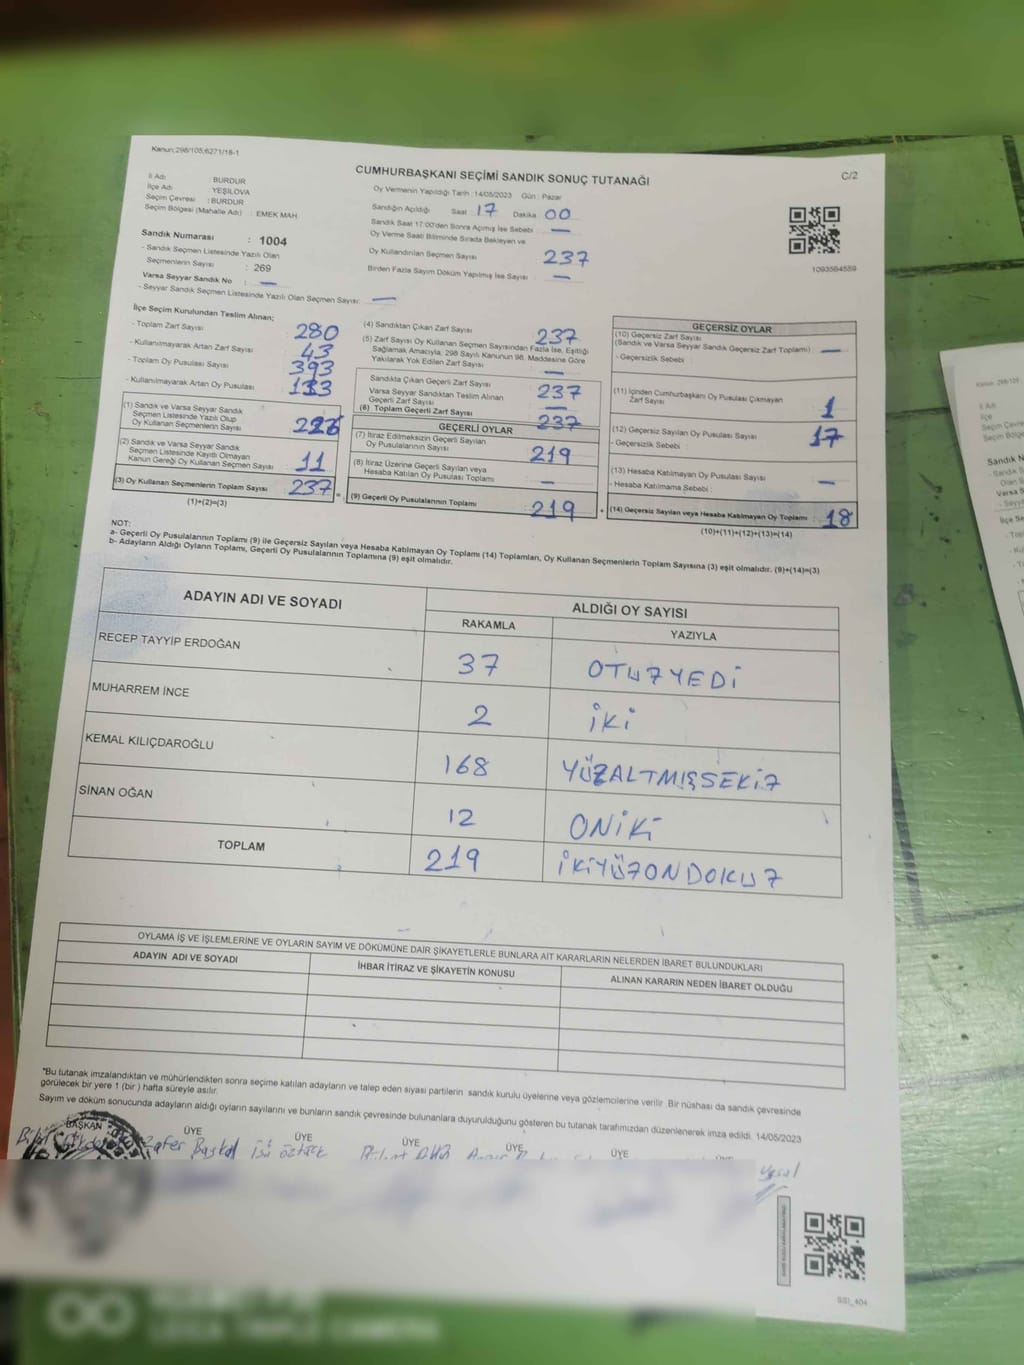 Kanun:298/105,6271/18-1
CUMHURBAŞKANI SEÇİMİ SANDIK SONUÇ TUTANAĞI
C/2
İl Adı : BURDUR
İlçe Adı YEŞİLOVA
Seçim Çevresi : BURDUR
Seçim Bölgesi (Mahalle Adı) : EMEK MAH
Sandık Numarası : 1004
- Sandık Seçmen Listesinde Yazılı Olan
Seçmenlerin Sayısı : 269
Varsa Seyyar Sandık No : —
- Seyyar Sandık Seçmen Listesinde Yazılı Olan Seçmen Sayısı: —
Oy Vermenin Yapıldığı Tarih :14/05/2023 Gün : Pazar
Sandığın Açıldığı Saat 17 Dakika 00
Sandık Saat 17:00'den Sonra Açılmış İse Sebebi —
Oy Verme Saati Bitiminde Sırada Bekleyen ve
Oy Kullandırılan Seçmen Sayısı 237
Birden Fazla Sayım Döküm Yapılmış İse Sayısı —
1093564559
İlçe Seçim Kurulundan Teslim Alınan;
- Toplam Zarf Sayısı 280
- Kullanılmayarak Artan Zarf Sayısı 43
- Toplam Oy Pusulası Sayısı 393
- Kullanılmayarak Artan Oy Pusulası
(1) Sandık ve Varsa Seyyar Sandık
Seçmen Listesinde Yazılı Olup
Oy Kullanan Seçmenlerin Sayısı 226
(2) Sandık ve Varsa Seyyar Sandık
Seçmen Listesinde Kayıtlı Olmayan
Kanun Gereği Oy Kullanan Seçmen Sayısı 11
(3) Oy Kullanan Seçmenlerin Toplam Sayısı 237
(1)+(2)=(3)
(4) Sandıktan Çıkan Zarf Sayısı 237
(5) Zarf Sayısı Oy Kullanan Seçmen Sayısından Fazla İse, Eşitliği
Sağlamak Amacıyla, 298 Sayılı Kanunun 98. Maddesine Göre
Yakılarak Yok Edilen Zarf Sayısı —
Sandıkta Çıkan Geçerli Zarf Sayısı 237
Varsa Seyyar Sandıktan Teslim Alınan
Geçerli Zarf Sayısı —
(6) Toplam Geçerli Zarf Sayısı 237
GEÇERLİ OYLAR
(7) İtiraz Edilmeksizin Geçerli Sayılan
Oy Pusulalarının Sayısı 219
(8) İtiraz Üzerine Geçerli Sayılan veya
Hesaba Katılan Oy Pusulası Toplamı —
= (9) Geçerli Oy Pusulalarının Toplamı 219
GEÇERSİZ OYLAR
(10) Geçersiz Zarf Sayısı
(Sandık ve Varsa Seyyar Sandık Geçersiz Zarf Toplamı) —
- Geçersizlik Sebebi :
(11) İçinden Cumhurbaşkanı Oy Pusulası Çıkmayan
Zarf Sayısı 1
(12) Geçersiz Sayılan Oy Pusulası Sayısı 17
- Geçersizlik Sebebi :
(13) Hesaba Katılmayan Oy Pusulası Sayısı —
- Hesaba Katılmama Sebebi :
+ (14) Geçersiz Sayılan veya Hesaba Katılmayan Oy Toplamı 18
(10)+(11)+(12)+(13)=(14)
NOT:
a- Geçerli Oy Pusulalarının Toplamı (9) ile Geçersiz Sayılan veya Hesaba Katılmayan Oy Toplamı (14) Toplamları, Oy Kullanan Seçmenlerin Toplam Sayısına (3) eşit olmalıdır. (9)+(14)=(3)
b- Adayların Aldığı Oyların Toplamı, Geçerli Oy Pusulalarının Toplamına (9) eşit olmalıdır.
ADAYIN ADI VE SOYADI ALDIĞI OY SAYISI
RAKAMLA YAZIYLA
RECEP TAYYİP ERDOĞAN 37 OTUZYEDİ
MUHARREM İNCE 2 İKİ
KEMAL KILIÇDAROĞLU 168 YÜZALTMIŞSEKİZ
SİNAN OĞAN 12 ONİKİ
TOPLAM 219 İKİYÜZONDOKUZ
OYLAMA İŞ VE İŞLEMLERİNE VE OYLARIN SAYIM VE DÖKÜMÜNE DAİR ŞİKAYETLERLE BUNLARA AİT KARARLARIN NELERDEN İBARET BULUNDUKLARI
ADAYIN ADI VE SOYADI İHBAR İTİRAZ VE ŞİKAYETİN KONUSU ALINAN KARARIN NEDEN İBARET OLDUĞU
"Bu tutanak imzalandıktan ve mühürlendikten sonra seçime katılan adayların ve talep eden siyasi partilerin sandık kurulu üyelerine veya gözlemcilerine verilir .Bir nüshası da sandık çevresinde
görülecek bir yere 1 (bir ) hafta süreyle asılır.
Sayım ve döküm sonucunda adayların aldığı oyların sayılarını ve bunların sandık çevresinde bulunanlara duyurulduğunu gösteren bu tutanak tarafımızdan düzenlenerek imza edildi. 14/05/2023
BAŞKAN ÜYE ÜYE ÜYE ÜYE ÜYE
Zafer
SSI_404